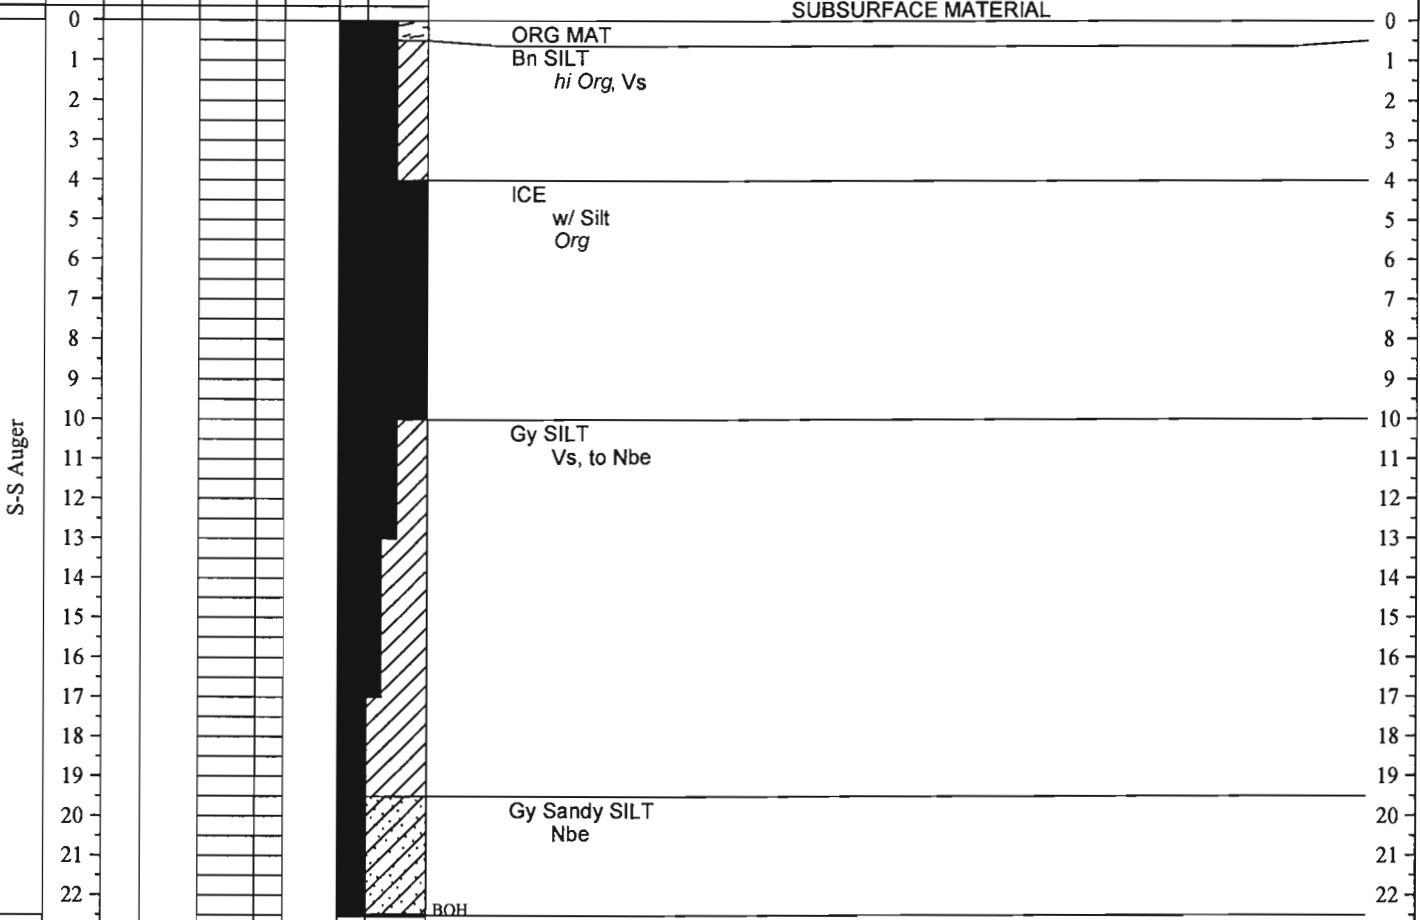 SUBSURFACE MATERIAL
0 ORG MAT 0
Bn SILT
1 1
hi Org, Vs
2 2
3 3
4 4
ICE
5 w/ Silt 5
Org
6 6
7 7
8 8
9 9
10 10
Gy SILT
11 Vs, to Nbe 11
12 12
S-S Auger
13 13
14 14
15 15
16 16
17 17
18 18
19 19
20 Gy Sandy SILT 20
Nbe
21 21
22 22
BOH